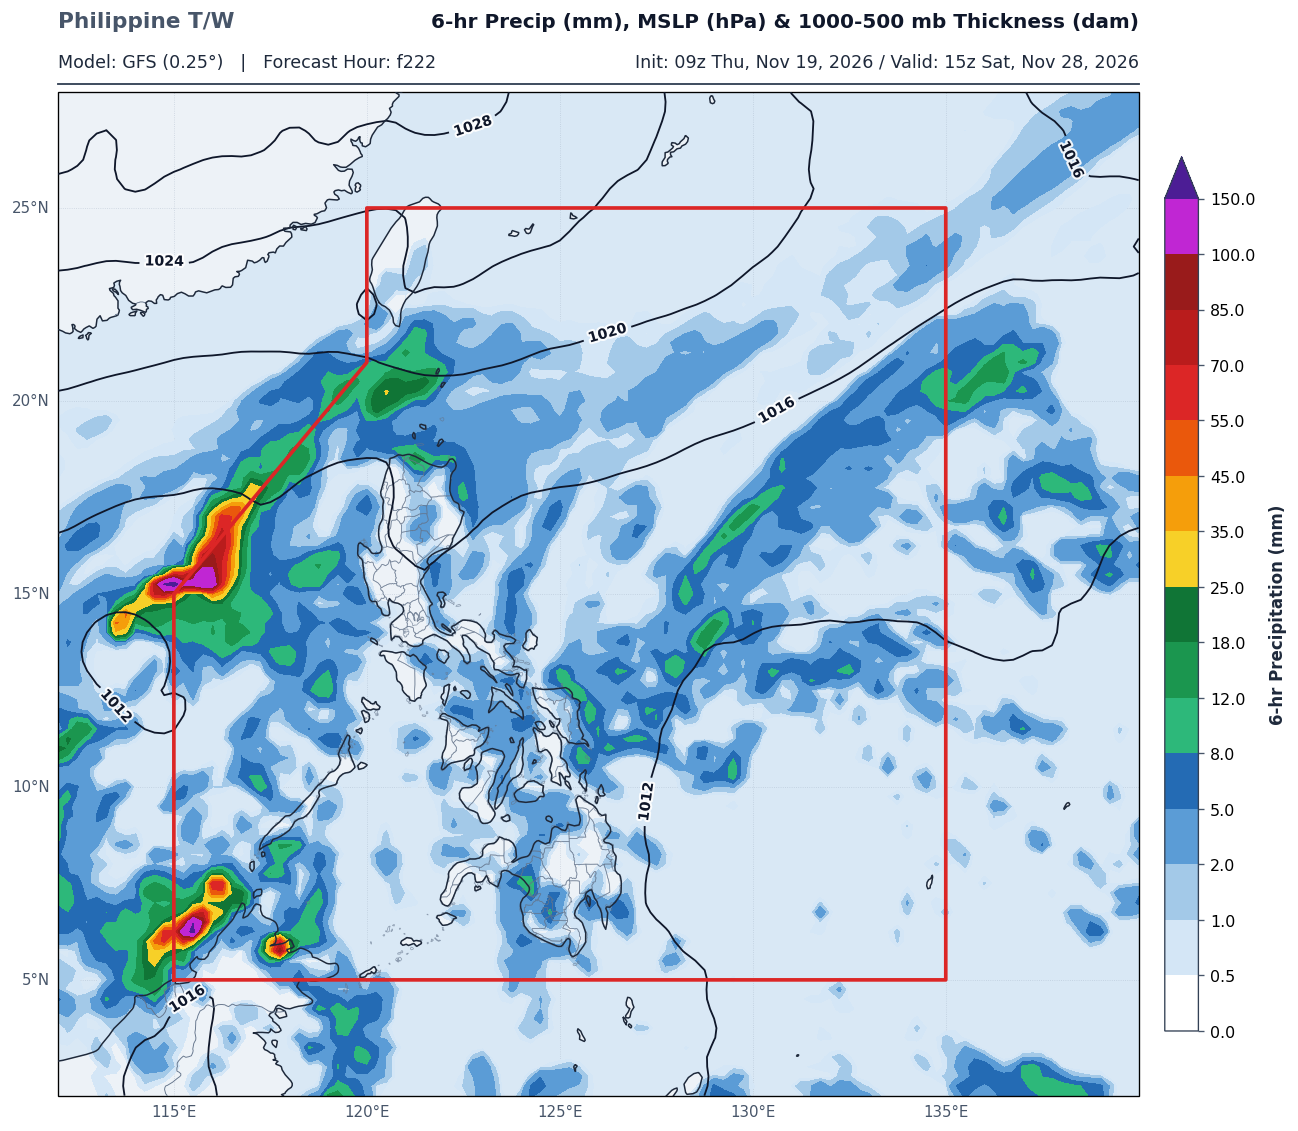 Philippine T/W
6-hr Precip (mm), MSLP (hPa) & 1000-500 mb Thickness (dam)
Model: GFS (0.25°) | Forecast Hour: f222
Init: 09z Thu, Nov 19, 2026 / Valid: 15z Sat, Nov 28, 2026
1028
1016
1024
1020
1016
1012
1012
1016
25°N
20°N
15°N
10°N
5°N
115°E
120°E
125°E
130°E
135°E
150.0
100.0
85.0
70.0
55.0
45.0
35.0
25.0
18.0
12.0
8.0
5.0
2.0
1.0
0.5
0.0
6-hr Precipitation (mm)